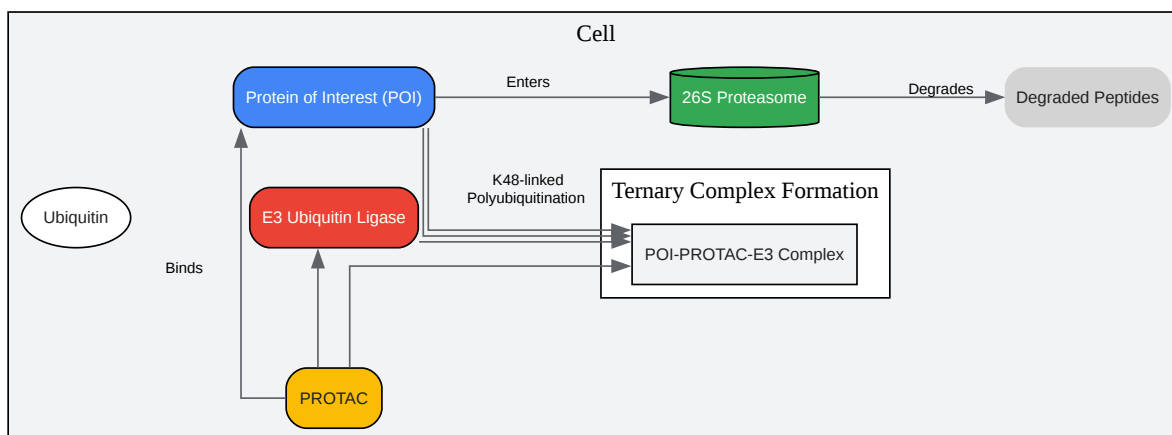 Cell
Protein of Interest (POI)
Enters
26S Proteasome
Degrades
Degraded Peptides
K48-linked
Polyubiquitination
Ternary Complex Formation
Ubiquitin
E3 Ubiquitin Ligase
POI-PROTAC-E3 Complex
Binds
PROTAC